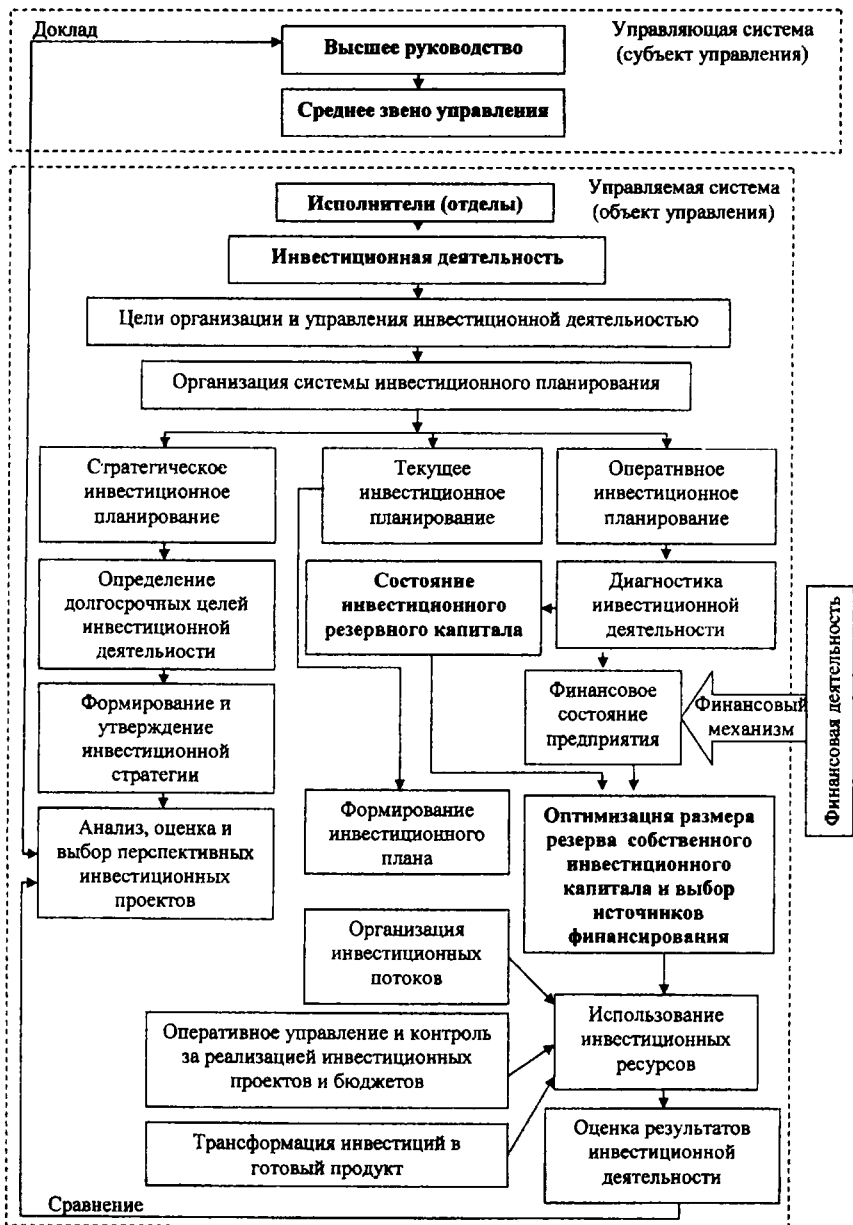 Доклад
Управляющая система
(субъект управления)
Высшее руководство
Среднее звено управления
Управляемая система
(объект управления)
Исполнители (отделы)
Инвестиционная деятельность
Цели организации и управления инвестиционной деятельностью
Организация системы инвестиционного планирования
Стратегическое
инвестиционное
планирование
Текущее
инвестиционное
планирование
Оперативное
инвестиционное
планирование
Определение
долгосрочных целей
инвестиционной
деятельности
Состояние
инвестиционного
резервного капитала
Диагностика
инвестиционной
деятельности
Формирование и
утверждение
инвестиционной
стратегии
Финансовое
состояние
предприятия
Финансовый
механизм
Финансовая деятельность
Анализ, оценка и
выбор перспективных
инвестиционных
проектов
Формирование
инвестиционного
плана
Оптимизация размера
резерва собственного
инвестиционного
капитала и выбор
источников
финансирования
Организация
инвестиционных
потоков
Оперативное управление и контроль
за реализацией инвестиционных
проектов и бюджетов
Использование
инвестиционных
ресурсов
Трансформация инвестиций в
готовый продукт
Оценка результатов
инвестиционной
деятельности
Сравнение